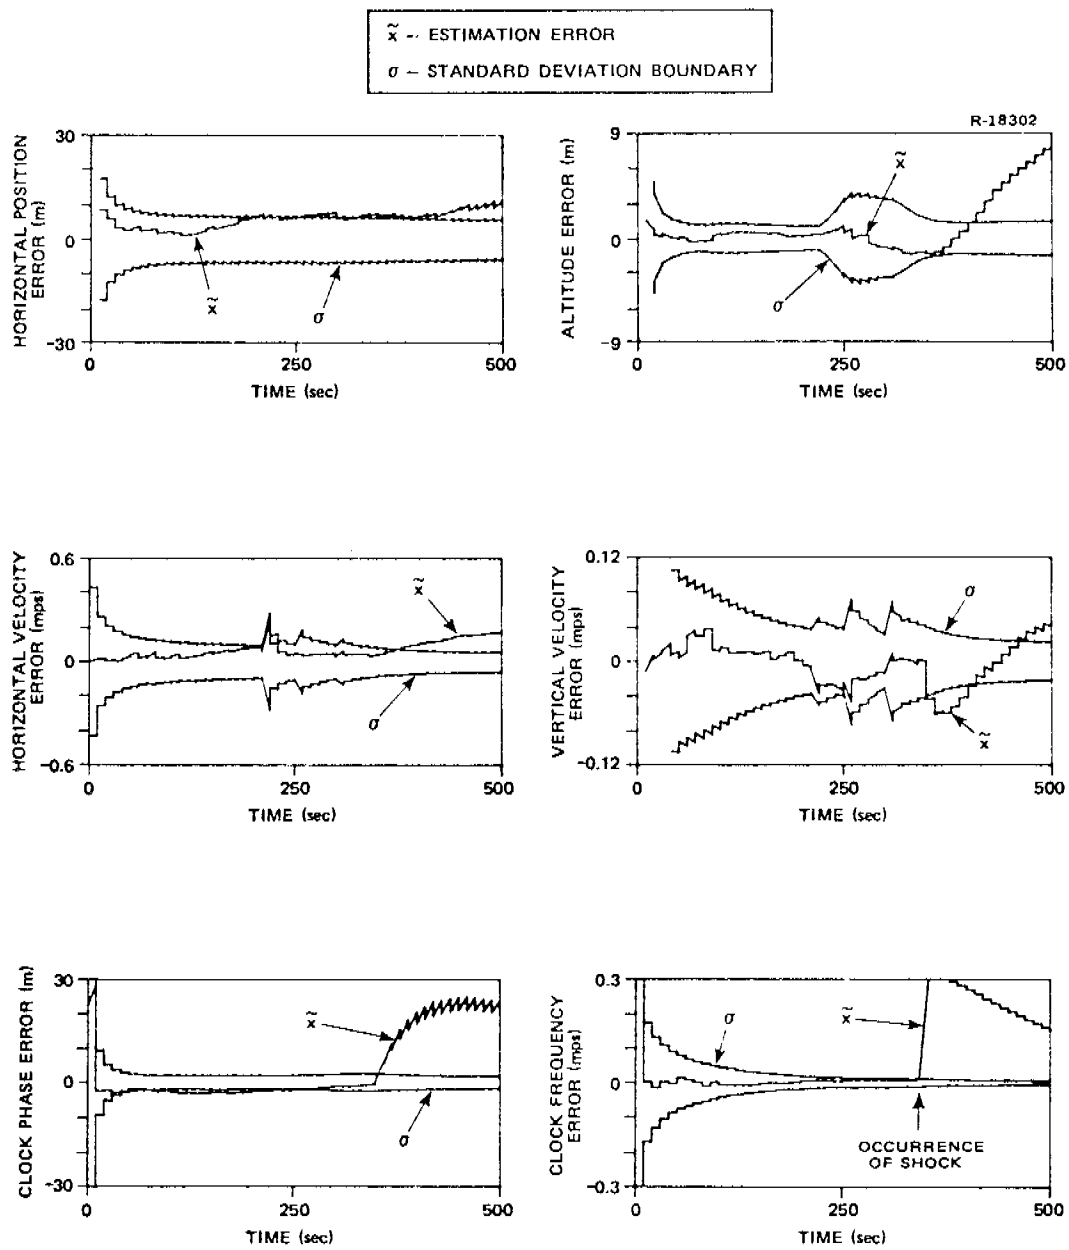 x̃ - ESTIMATION ERROR
σ – STANDARD DEVIATION BOUNDARY
R-18302
HORIZONTAL POSITION
ERROR (m)
30
0
-30
x̃
σ
0
250
500
TIME (sec)
ALTITUDE ERROR (m)
9
0
-9
x̃
σ
0
250
500
TIME (sec)
HORIZONTAL VELOCITY
ERROR (mps)
0.6
0
-0.6
x̃
σ
0
250
500
TIME (sec)
VERTICAL VELOCITY
ERROR (mps)
0.12
0
-0.12
σ
x̃
0
250
500
TIME (sec)
CLOCK PHASE ERROR (m)
30
0
-30
x̃
σ
0
250
500
TIME (sec)
CLOCK FREQUENCY
ERROR (mps)
0.3
0
-0.3
σ
x̃
OCCURRENCE
OF SHOCK
0
250
500
TIME (sec)